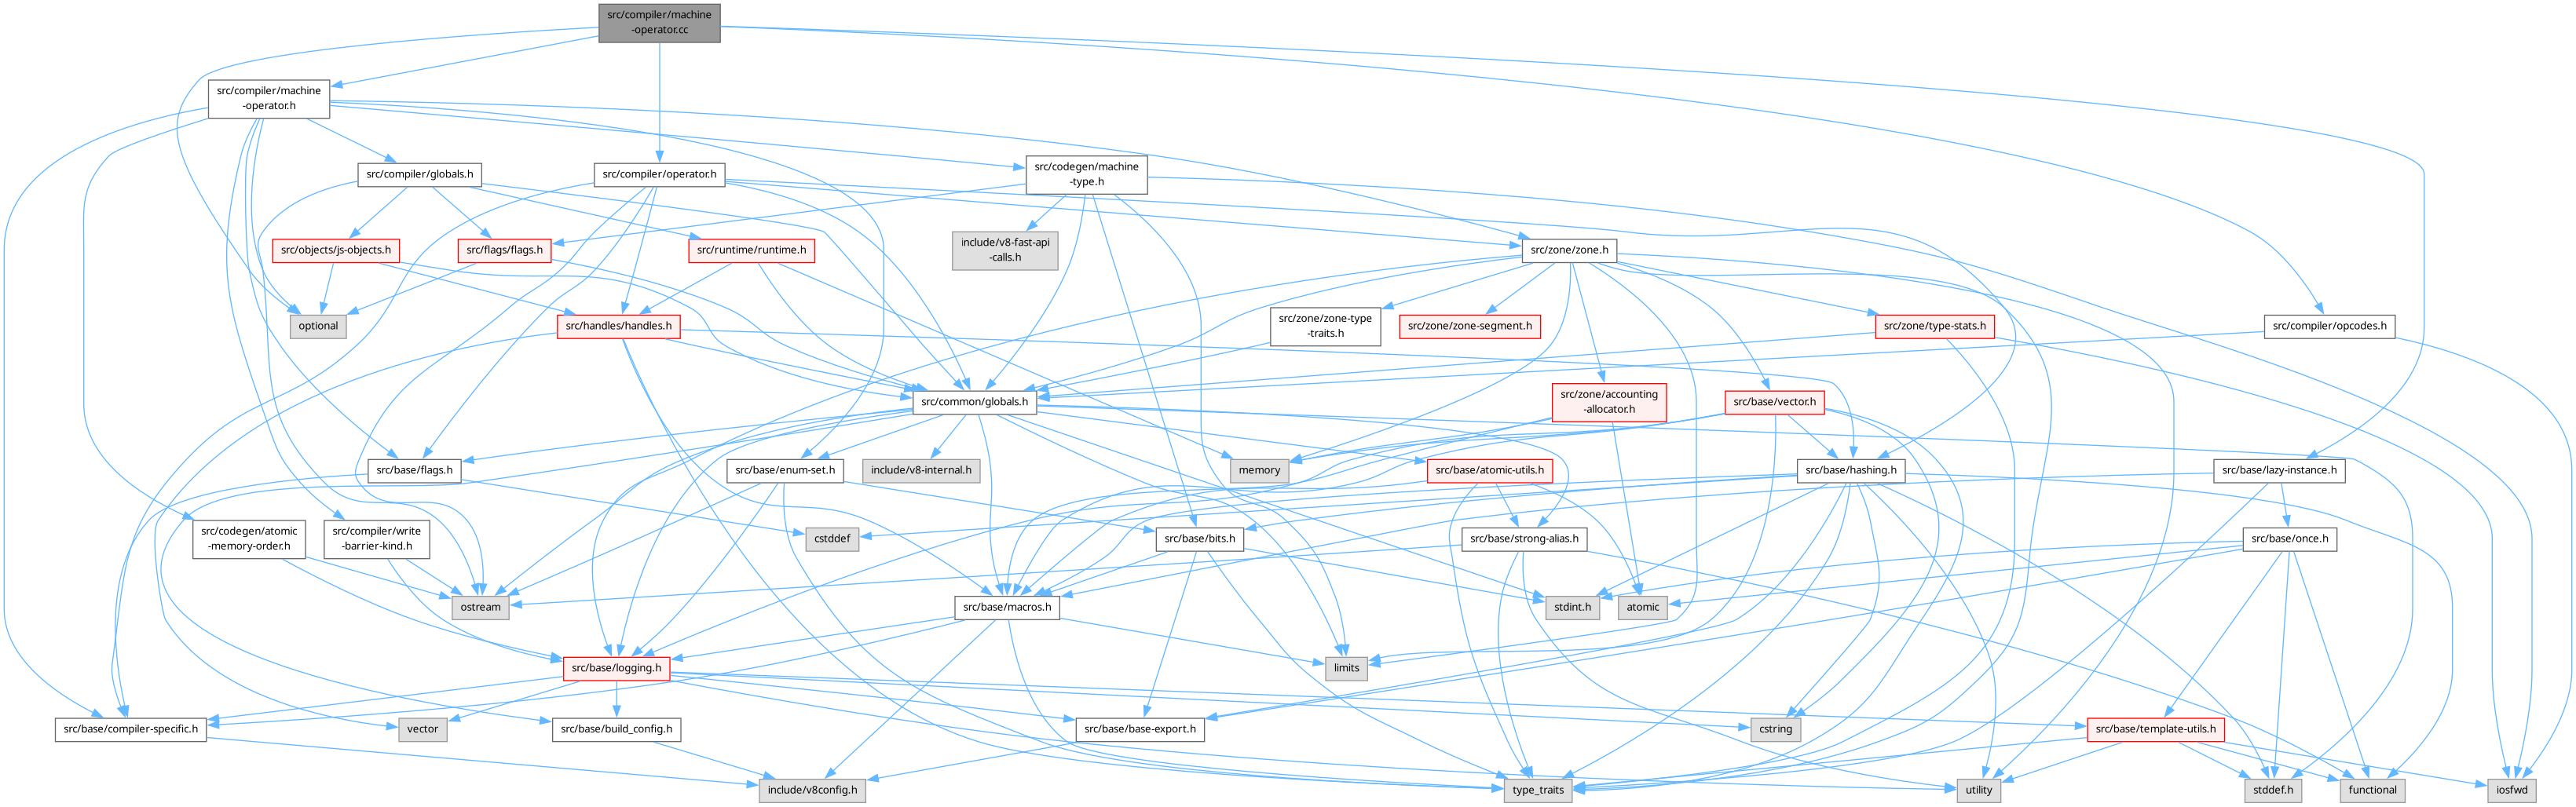 src/compiler/machine
-operator.cc
src/compiler/machine
-operator.h
src/compiler/globals.h
src/compiler/operator.h
src/codegen/machine
-type.h
src/objects/js-objects.h
src/flags/flags.h
src/runtime/runtime.h
include/v8-fast-api
-calls.h
src/zone/zone.h
optional
src/handles/handles.h
src/zone/zone-type
-traits.h
src/zone/zone-segment.h
src/zone/type-stats.h
src/compiler/opcodes.h
src/common/globals.h
src/zone/accounting
-allocator.h
src/base/vector.h
src/base/flags.h
src/base/enum-set.h
include/v8-internal.h
memory
src/base/atomic-utils.h
src/base/hashing.h
src/base/lazy-instance.h
src/codegen/atomic
-memory-order.h
src/compiler/write
-barrier-kind.h
cstddef
src/base/bits.h
src/base/strong-alias.h
src/base/once.h
ostream
src/base/macros.h
stdint.h
atomic
src/base/logging.h
limits
src/base/compiler-specific.h
vector
src/base/build_config.h
src/base/base-export.h
cstring
src/base/template-utils.h
include/v8config.h
type_traits
utility
stddef.h
functional
iosfwd